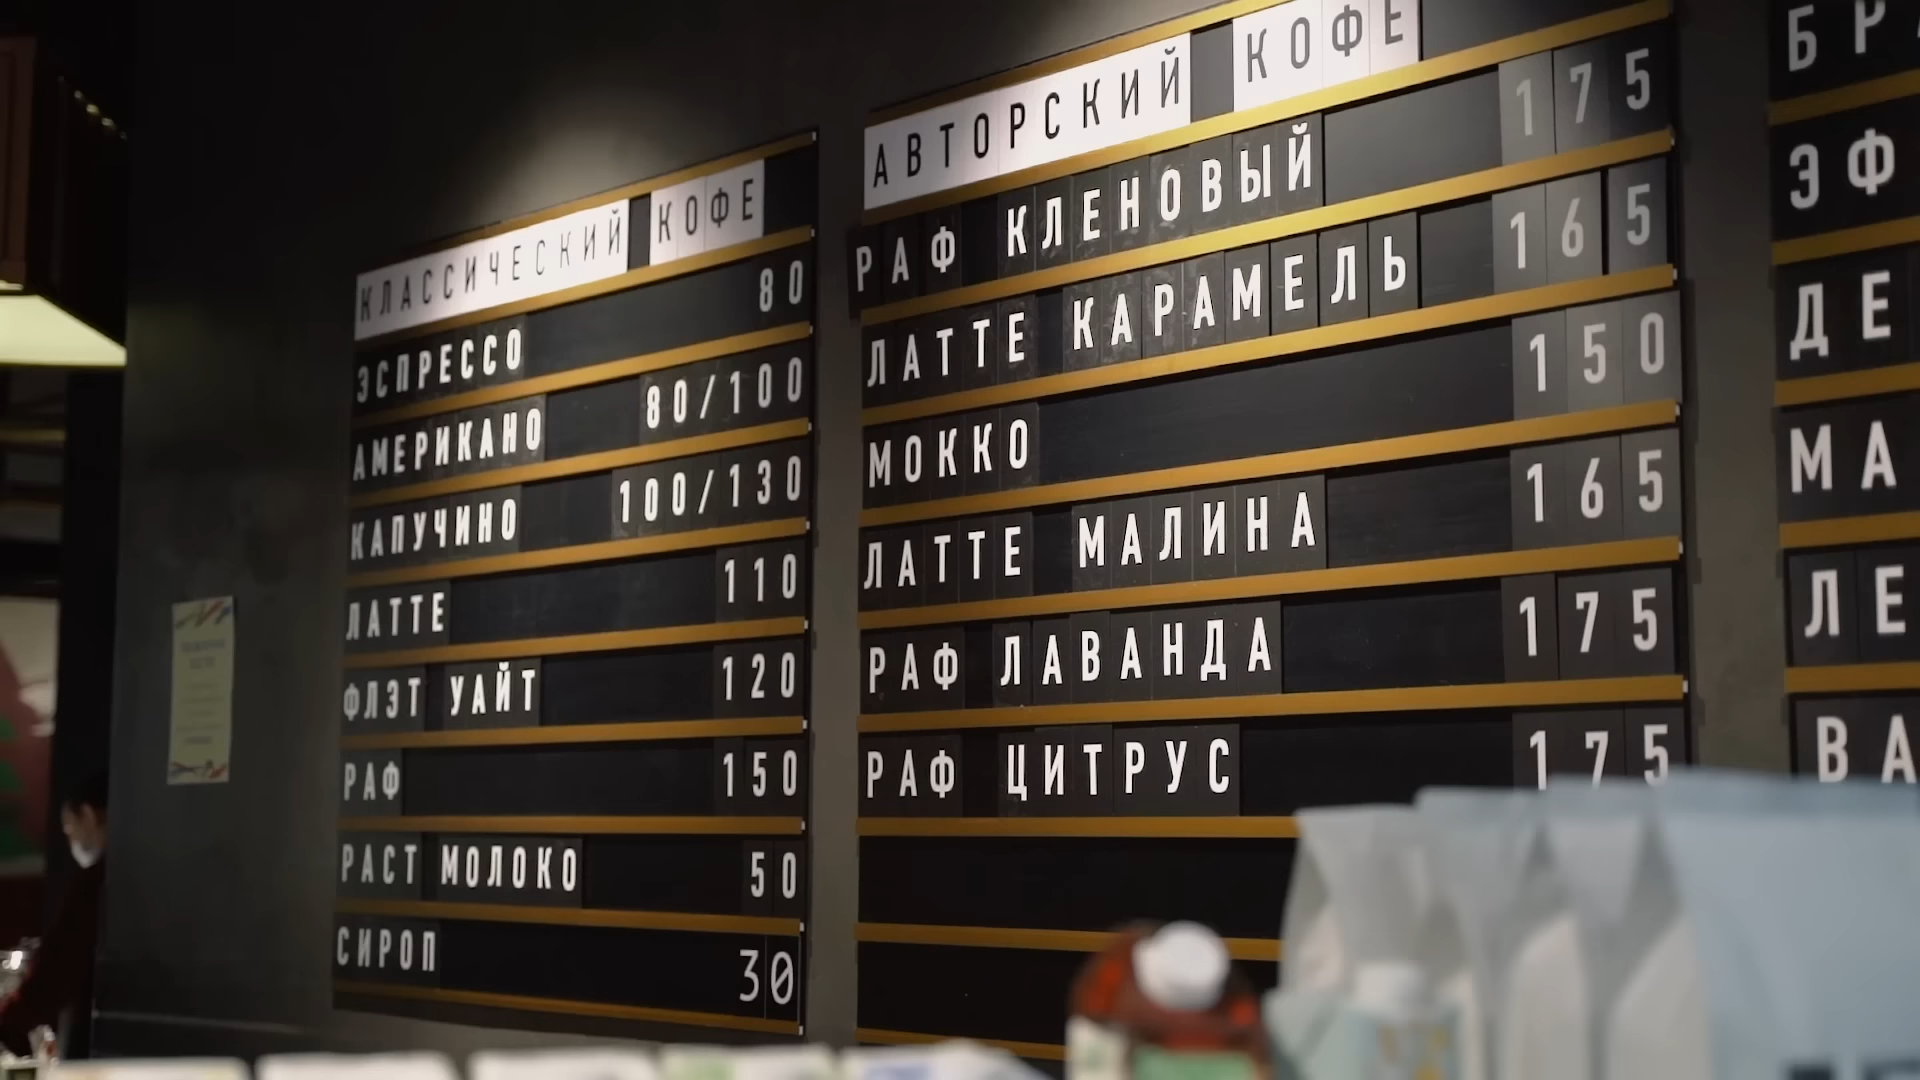 КЛАССИЧЕСКИЙ КОФЕ
ЭСПРЕССО 80
АМЕРИКАНО 80/100
КАПУЧИНО 100/130
ЛАТТЕ 110
ФЛЭТ УАЙТ 120
РАФ 150
РАСТ МОЛОКО 50
СИРОП 30
АВТОРСКИЙ КОФЕ
РАФ КЛЕНОВЫЙ 175
ЛАТТЕ КАРАМЕЛЬ 165
МОККО 150
ЛАТТЕ МАЛИНА 165
РАФ ЛАВАНДА 175
РАФ ЦИТРУС 175